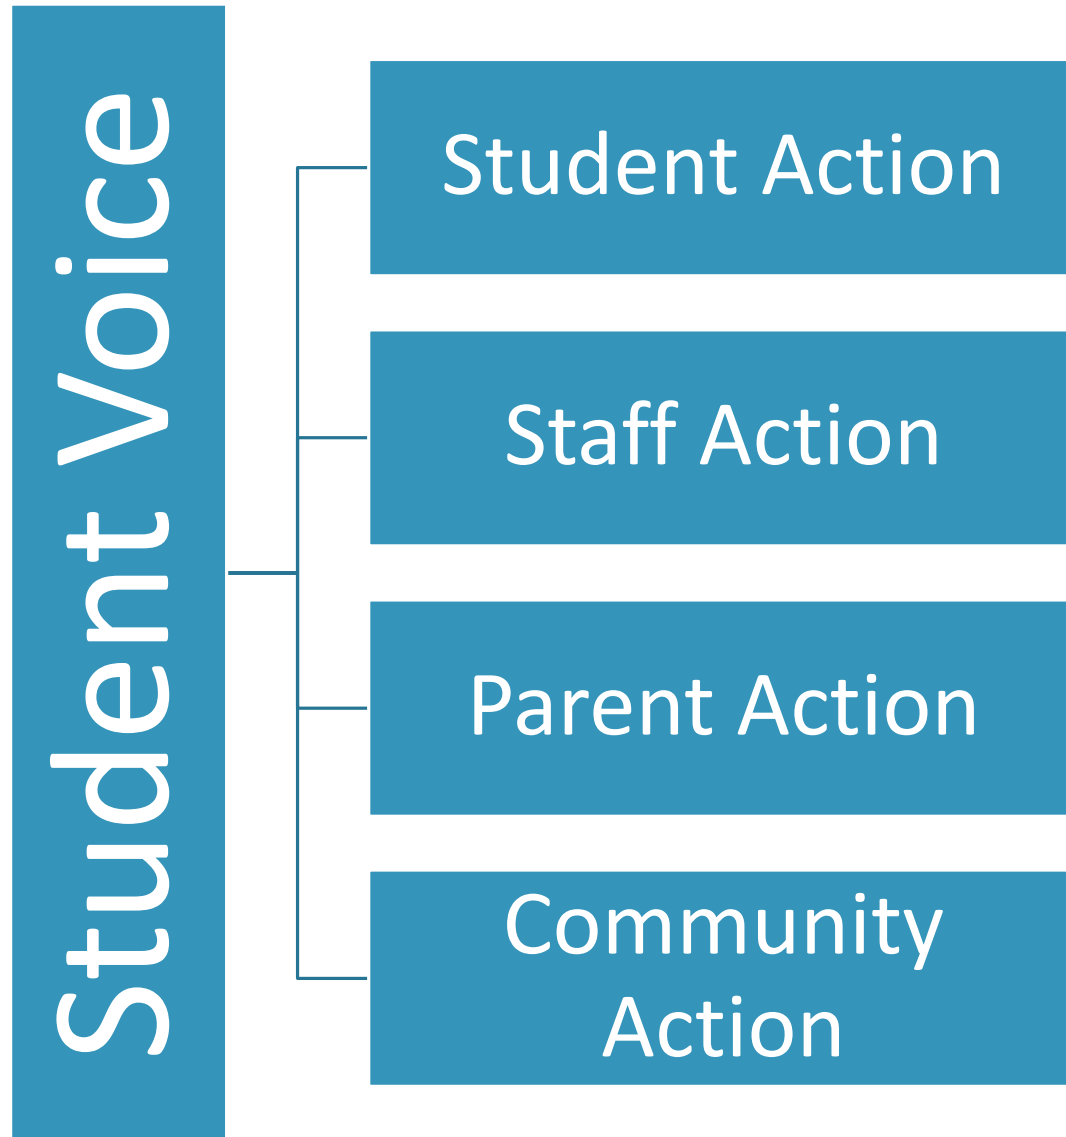 Student Voice
Student Action
Staff Action
Parent Action
Community
Action